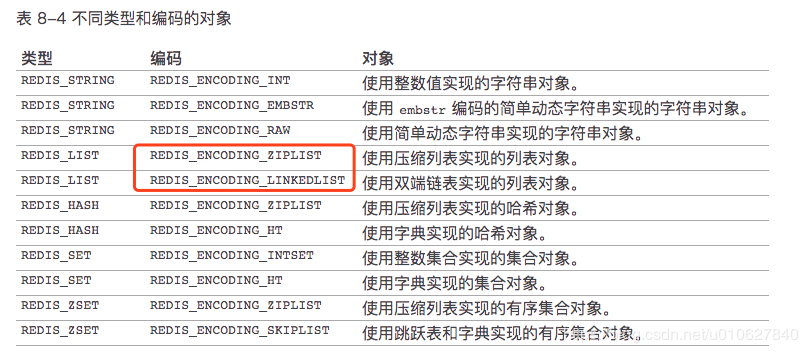 表 8–4 不同类型和编码的对象
类型 编码 对象
REDIS_STRING REDIS_ENCODING_INT 使用整数值实现的字符串对象。
REDIS_STRING REDIS_ENCODING_EMBSTR 使用 embstr 编码的简单动态字符串实现的字符串对象。
REDIS_STRING REDIS_ENCODING_RAW 使用简单动态字符串实现的字符串对象。
REDIS_LIST REDIS_ENCODING_ZIPLIST 使用压缩列表实现的列表对象。
REDIS_LIST REDIS_ENCODING_LINKEDLIST 使用双端链表实现的列表对象。
REDIS_HASH REDIS_ENCODING_ZIPLIST 使用压缩列表实现的哈希对象。
REDIS_HASH REDIS_ENCODING_HT 使用字典实现的哈希对象。
REDIS_SET REDIS_ENCODING_INTSET 使用整数集合实现的集合对象。
REDIS_SET REDIS_ENCODING_HT 使用字典实现的集合对象。
REDIS_ZSET REDIS_ENCODING_ZIPLIST 使用压缩列表实现的有序集合对象。
REDIS_ZSET REDIS_ENCODING_SKIPLIST 使用跳跃表和字典实现的有序集合对象。
csdn.net/u010627840